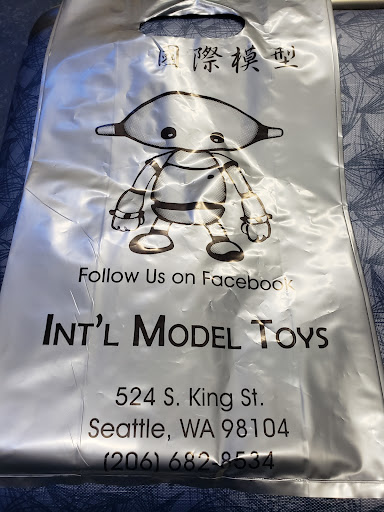 国際模型
Follow Us on Facebook
INT'L MODEL TOYS
524 S. King St.
Seattle, WA 98104
(206) 682-8534